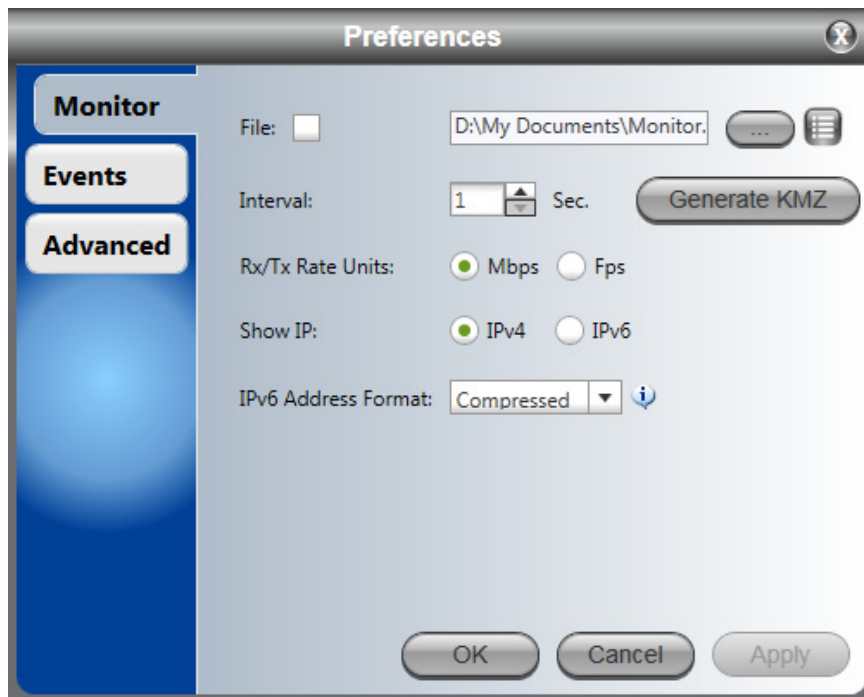 Preferences
X
Monitor
Events
Advanced
File: D:\My Documents\Monitor. ...
Interval: 1 Sec. Generate KMZ
Rx/Tx Rate Units: Mbps Fps
Show IP: IPv4 IPv6
IPv6 Address Format: Compressed i
OK Cancel Apply